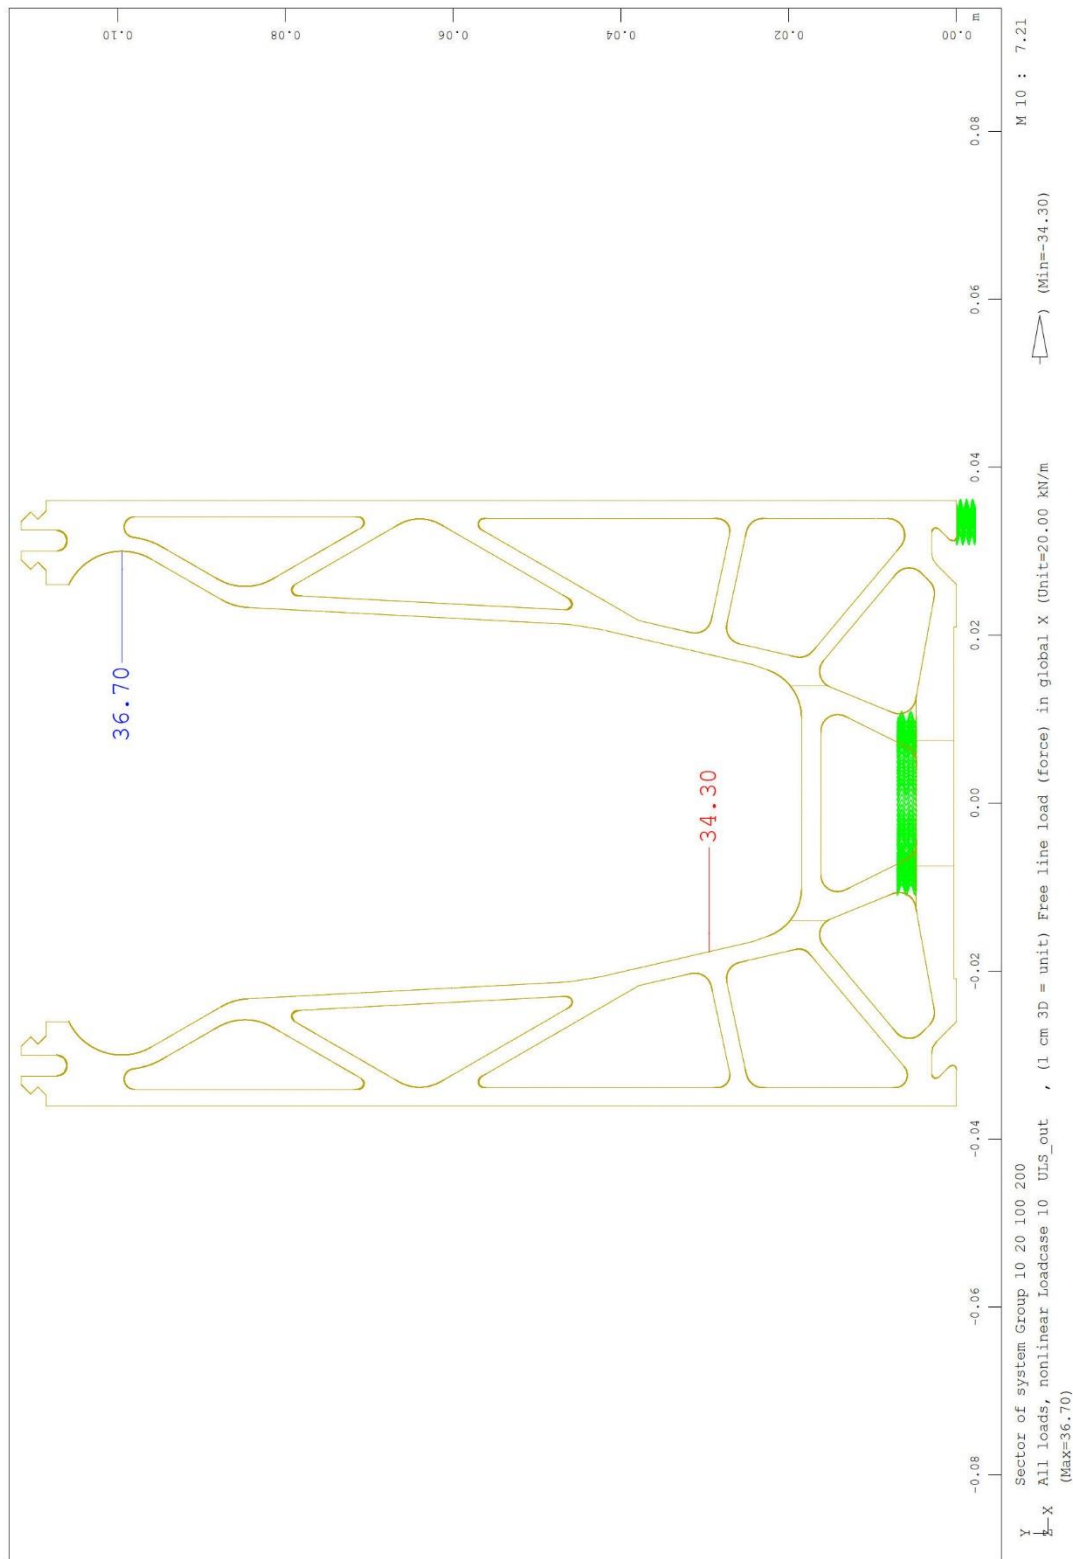 0.10
36.70
0.08
0.06
0.04
34.30
0.02
0.00
m
-0.08 -0.06 -0.04 -0.02 0.00 0.02 0.04 0.06 0.08
Y
Z X
Sector of system Group 10 20 100 200
M 10 : 7.21
All loads, nonlinear Loadcase 10 ULS_out , (1 cm 3D = unit) Free line load (force) in global X (Unit=20.00 kN/m ) (Min=-34.30)
(Max=36.70)